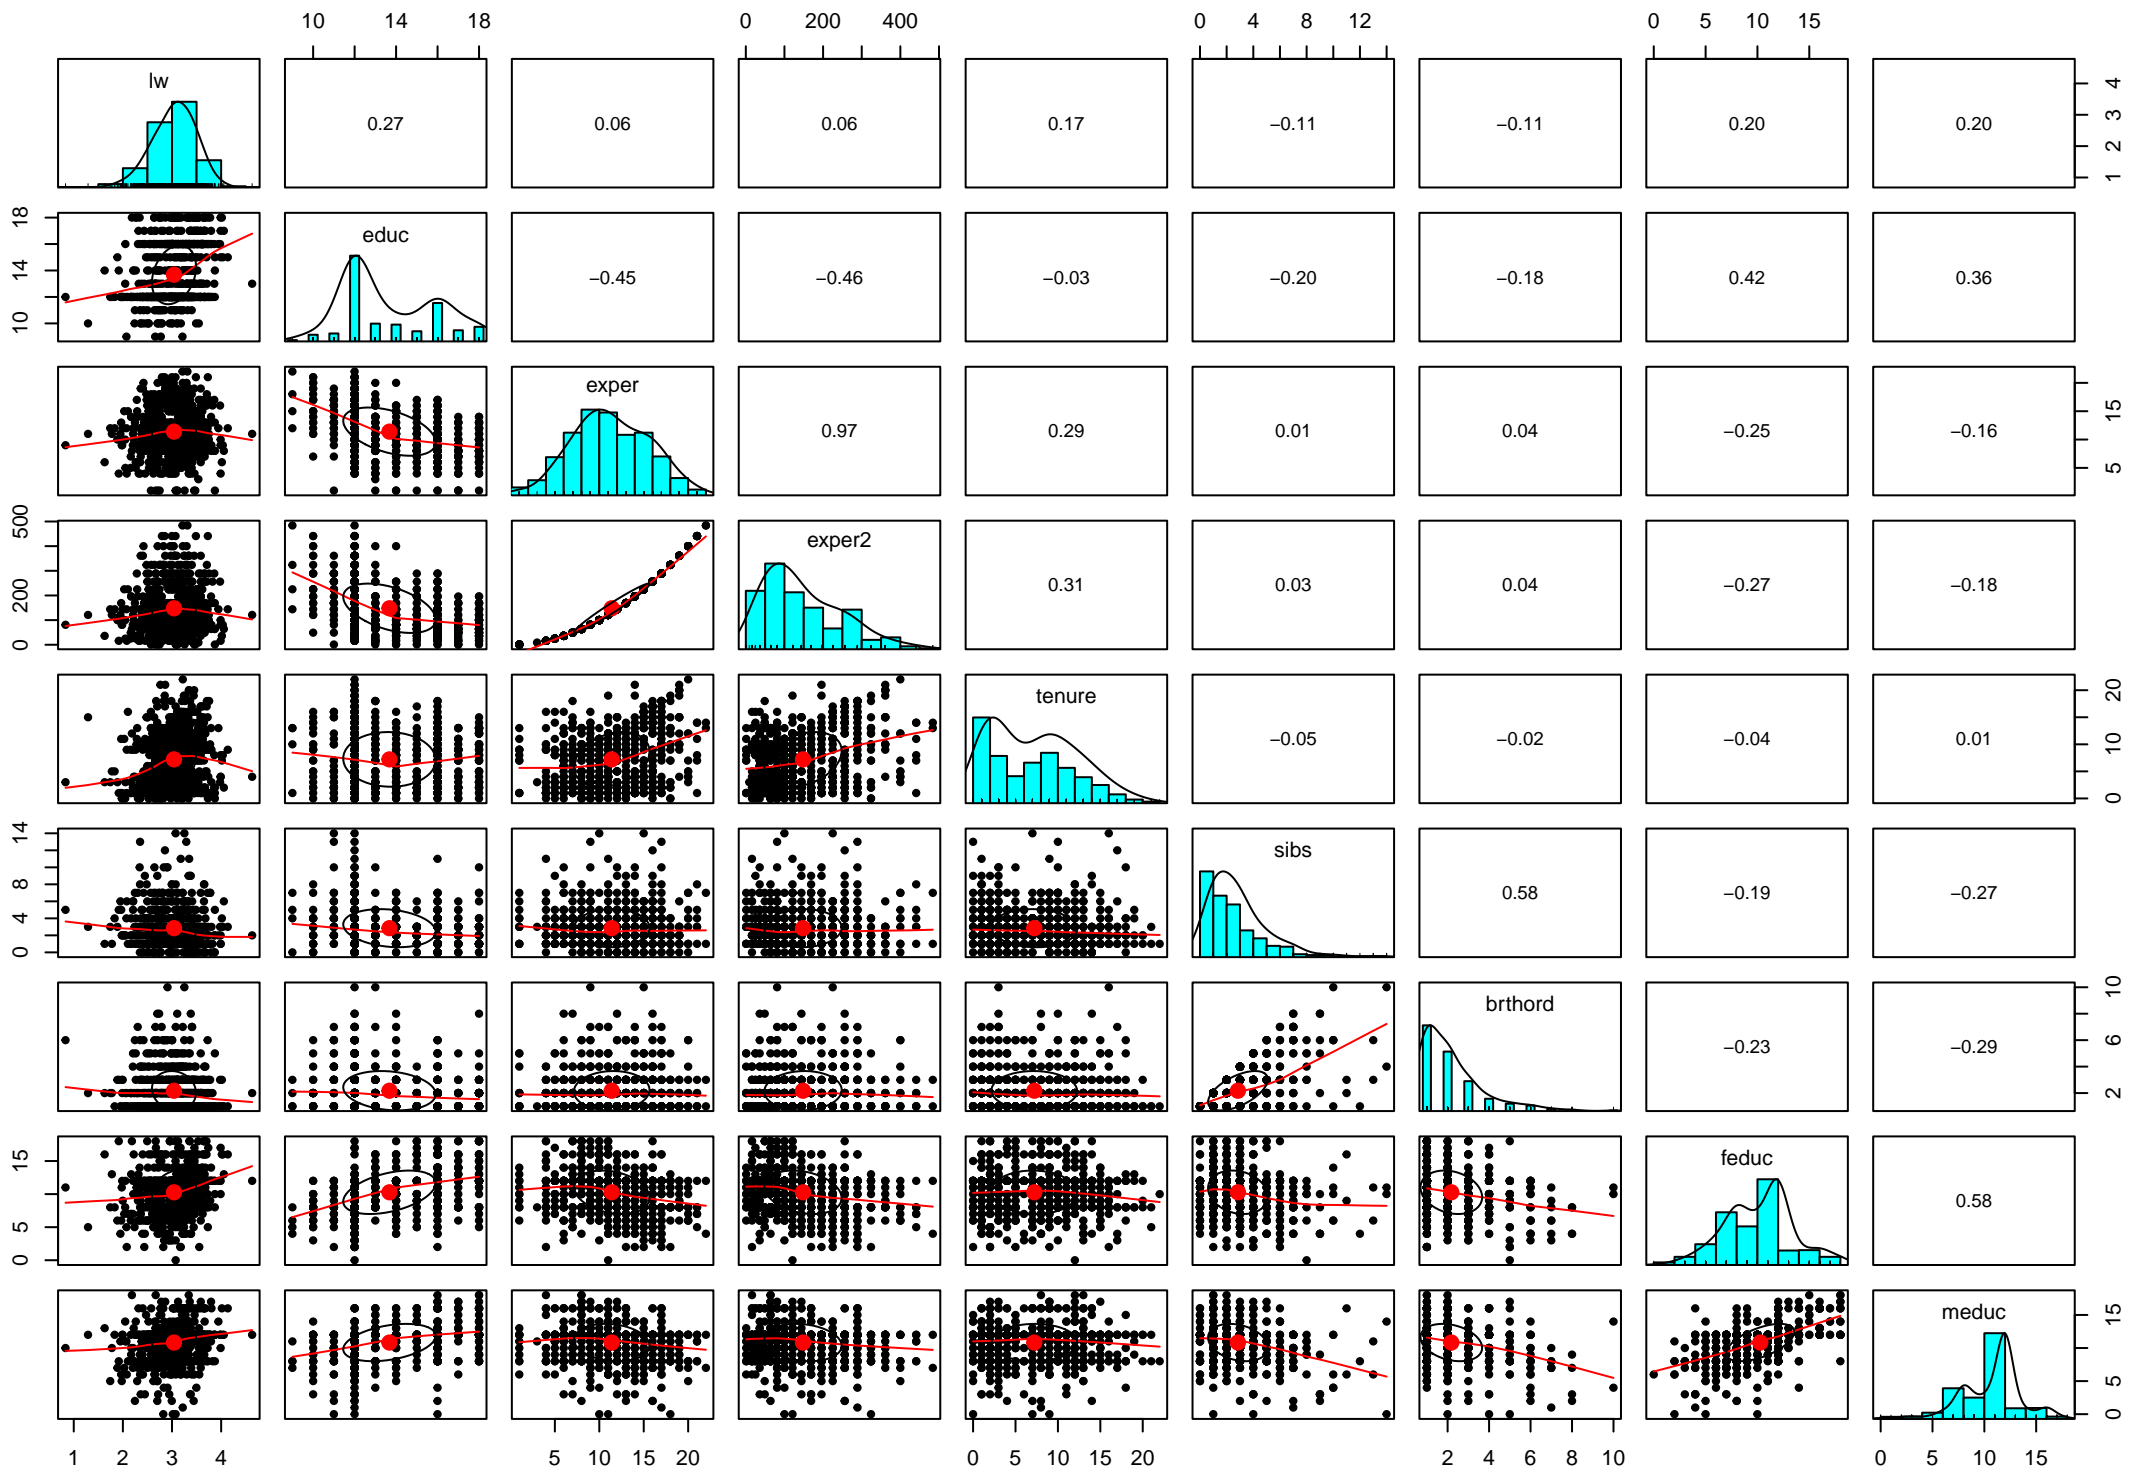 10 14 18 0 200 400 0 4 8 12 0 5 10 15
lw 0.27 0.06 0.06 0.17 −0.11 −0.11 0.20 0.20 1 2 3 4
10 14 18 educ −0.45 −0.46 −0.03 −0.20 −0.18 0.42 0.36
exper 0.97 0.29 0.01 0.04 −0.25 −0.16 5 15
0 200 500 exper2 0.31 0.03 0.04 −0.27 −0.18
tenure −0.05 −0.02 −0.04 0.01 0 10 20
0 4 8 14 sibs 0.58 −0.19 −0.27
brthord −0.23 −0.29 2 6 10
0 5 15 feduc 0.58
meduc 0 5 15
1 2 3 4 5 10 15 20 0 5 10 15 20 2 4 6 8 10 0 5 10 15